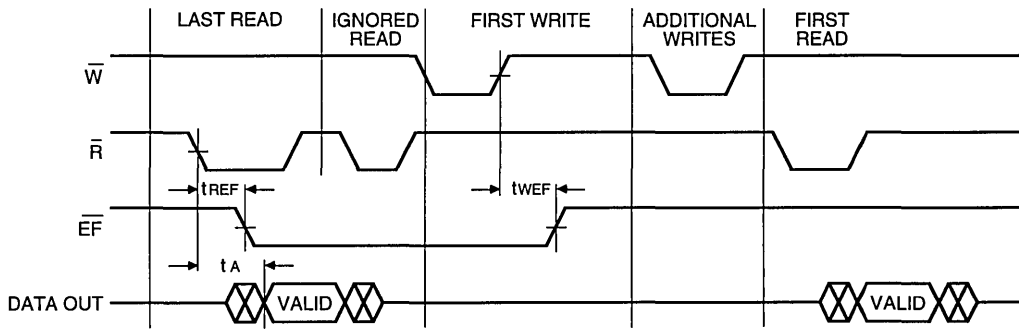 LAST READ
IGNORED READ
FIRST WRITE
ADDITIONAL WRITES
FIRST READ
W
R
tREF
tWEF
EF
tA
DATA OUT
VALID
VALID